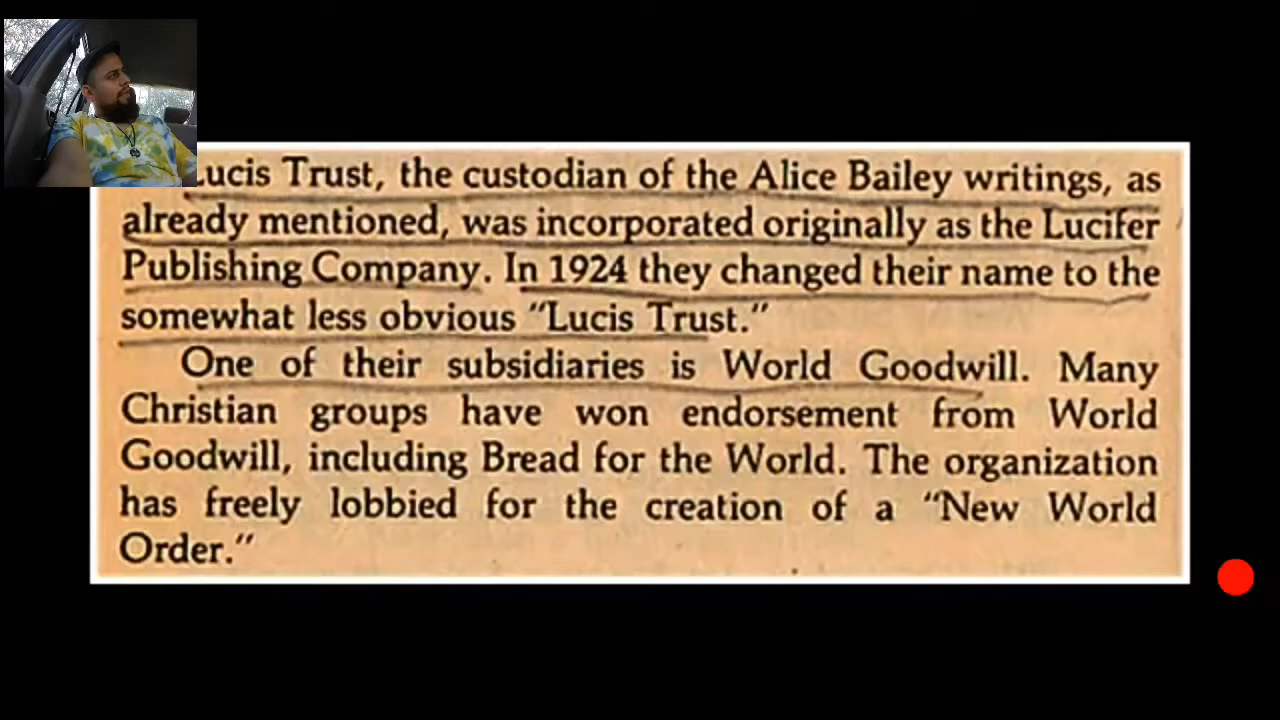 ucis Trust, the custodian of the Alice Bailey writings, as
already mentioned, was incorporated originally as the Lucifer
Publishing Company. In 1924 they changed their name to the
somewhat less obvious “Lucis Trust.”
One of their subsidiaries is World Goodwill. Many
Christian groups have won endorsement from World
Goodwill, including Bread for the World. The organization
has freely lobbied for the creation of a “New World
Order.”